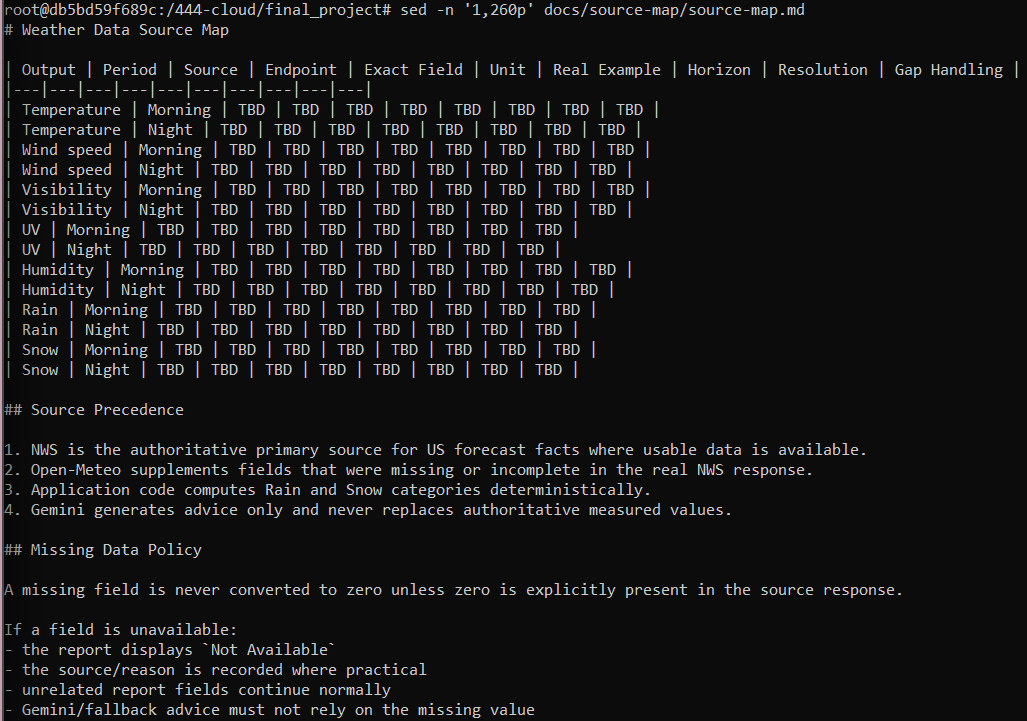 root@db5bd59f689c:/444-cloud/final_project# sed -n '1,260p' docs/source-map/source-map.md
# Weather Data Source Map
| Output | Period | Source | Endpoint | Exact Field | Unit | Real Example | Horizon | Resolution | Gap Handling |
|---|---|---|---|---|---|---|---|---|---|
| Temperature | Morning | TBD | TBD | TBD | TBD | TBD | TBD | TBD | TBD |
| Temperature | Night | TBD | TBD | TBD | TBD | TBD | TBD | TBD | TBD |
| Wind speed | Morning | TBD | TBD | TBD | TBD | TBD | TBD | TBD | TBD |
| Wind speed | Night | TBD | TBD | TBD | TBD | TBD | TBD | TBD | TBD |
| Visibility | Morning | TBD | TBD | TBD | TBD | TBD | TBD | TBD | TBD |
| Visibility | Night | TBD | TBD | TBD | TBD | TBD | TBD | TBD | TBD |
| UV | Morning | TBD | TBD | TBD | TBD | TBD | TBD | TBD | TBD |
| UV | Night | TBD | TBD | TBD | TBD | TBD | TBD | TBD | TBD |
| Humidity | Morning | TBD | TBD | TBD | TBD | TBD | TBD | TBD | TBD |
| Humidity | Night | TBD | TBD | TBD | TBD | TBD | TBD | TBD | TBD |
| Rain | Morning | TBD | TBD | TBD | TBD | TBD | TBD | TBD | TBD |
| Rain | Night | TBD | TBD | TBD | TBD | TBD | TBD | TBD | TBD |
| Snow | Morning | TBD | TBD | TBD | TBD | TBD | TBD | TBD | TBD |
| Snow | Night | TBD | TBD | TBD | TBD | TBD | TBD | TBD | TBD |
## Source Precedence
1. NWS is the authoritative primary source for US forecast facts where usable data is available.
2. Open-Meteo supplements fields that were missing or incomplete in the real NWS response.
3. Application code computes Rain and Snow categories deterministically.
4. Gemini generates advice only and never replaces authoritative measured values.
## Missing Data Policy
A missing field is never converted to zero unless zero is explicitly present in the source response.
If a field is unavailable:
- the report displays `Not Available`
- the source/reason is recorded where practical
- unrelated report fields continue normally
- Gemini/fallback advice must not rely on the missing value